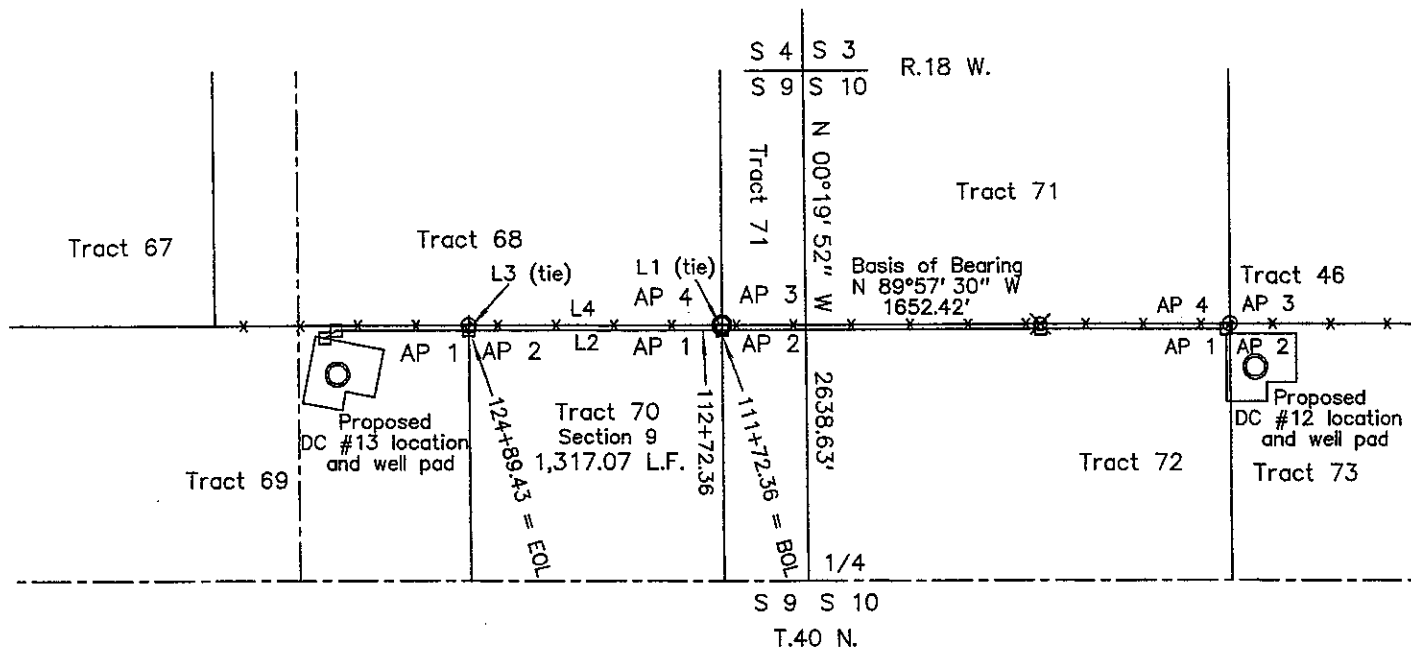 S 4 S 3
R.18 W.
S 9 S 10
N 00°19' 52" W
2638.63'
Tract 71
Tract 71
Tract 67
Tract 68
L3 (tie)
L1 (tie)
Basis of Bearing
N 89°57' 30" W
1652.42'
Tract 46
L4
AP 4
AP 3
AP 4
AP 3
AP 1
AP 2
L2
AP 1
AP 2
AP 1
AP 2
Proposed
DC #13 location
and well pad
124+89.43 = EOL
Tract 70
Section 9
1,317.07 L.F.
112+72.36
111+72.36 = BOL
Proposed
DC #12 location
and well pad
Tract 69
Tract 72
Tract 73
1/4
S 9 S 10
T.40 N.